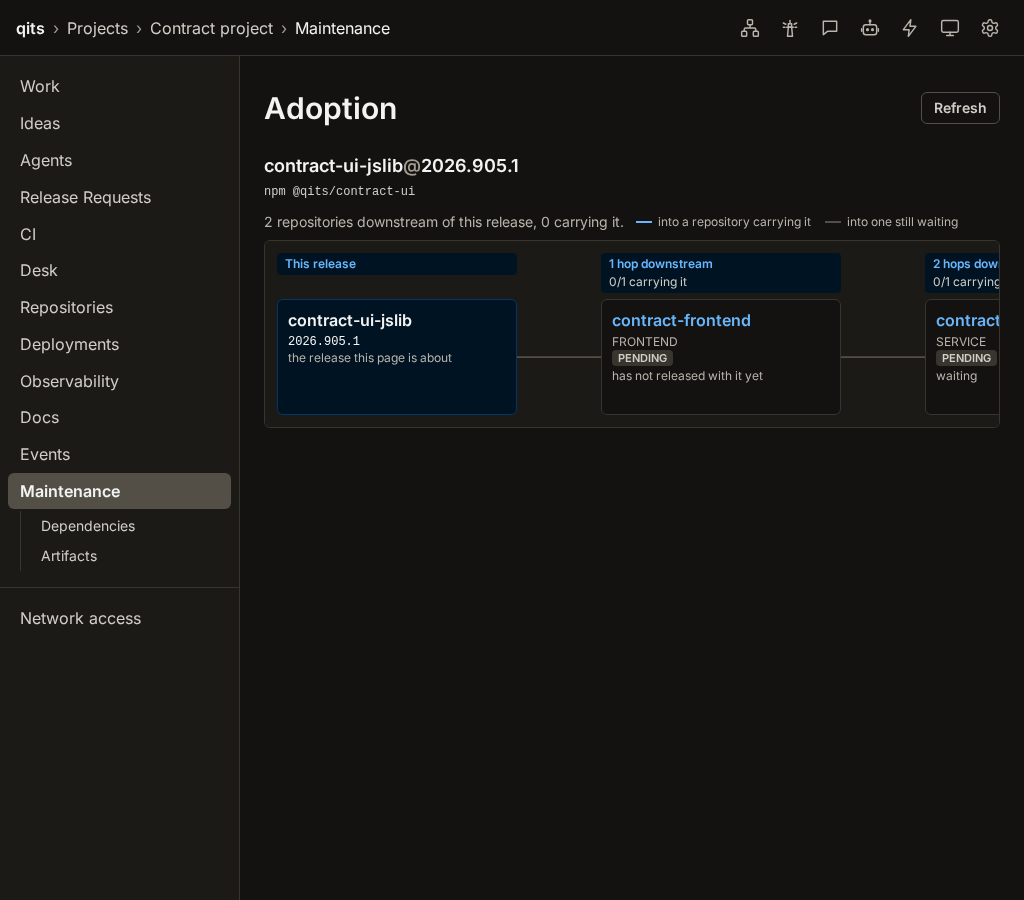 qits › Projects › Contract project › Maintenance
Work
Ideas
Agents
Release Requests
CI
Desk
Repositories
Deployments
Observability
Docs
Events
Maintenance
Dependencies
Artifacts
Network access
Adoption
Refresh
contract-ui-jslib@2026.905.1
npm @qits/contract-ui
2 repositories downstream of this release, 0 carrying it.
into a repository carrying it
into one still waiting
This release
contract-ui-jslib
2026.905.1
the release this page is about
1 hop downstream
0/1 carrying it
contract-frontend
FRONTEND
PENDING
has not released with it yet
2 hops dow
0/1 carrying
contract
SERVICE
PENDING
waiting